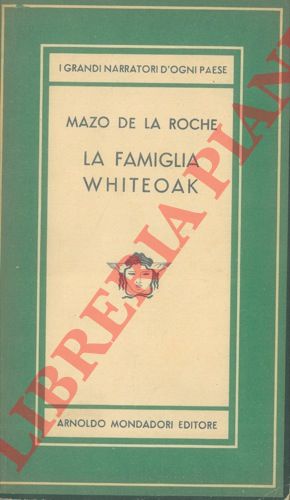 I GRANDI NARRATORI D'OGNI PAESE
MAZO DE LA ROCHE
LA FAMIGLIA
WHITEOAK
ARNOLDO MONDADORI EDITORE
LIBRERIA PIANI